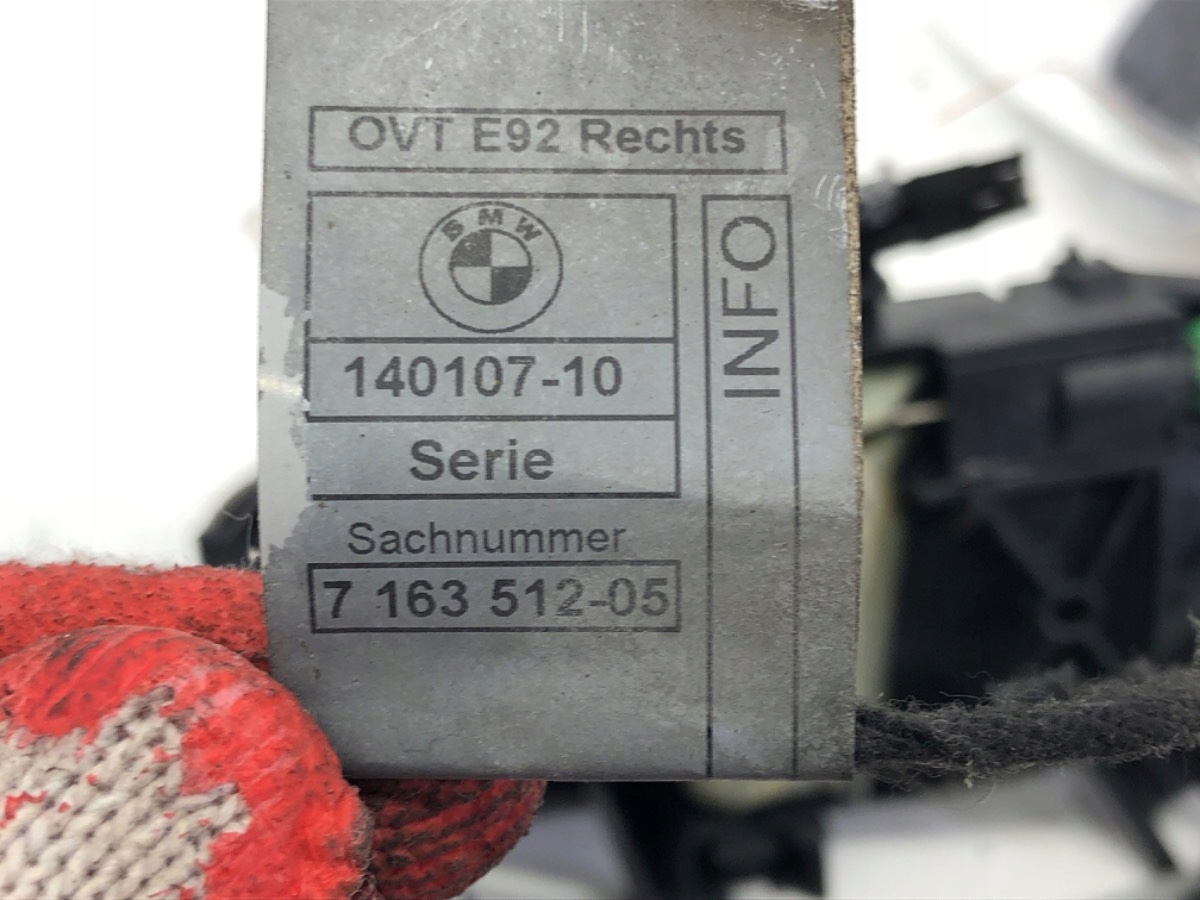 OVT E92 Rechts
BMW
140107-10
Serie
Sachnummer
7 163 512-05
INFO